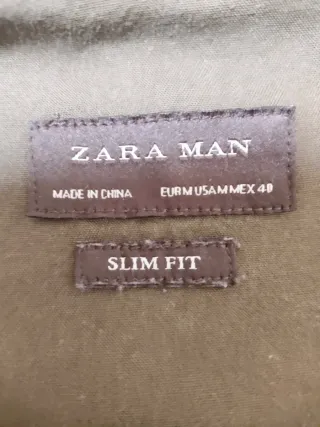 ZARA MAN
MADE IN CHINA EUR M USA M MEX 40
SLIM FIT